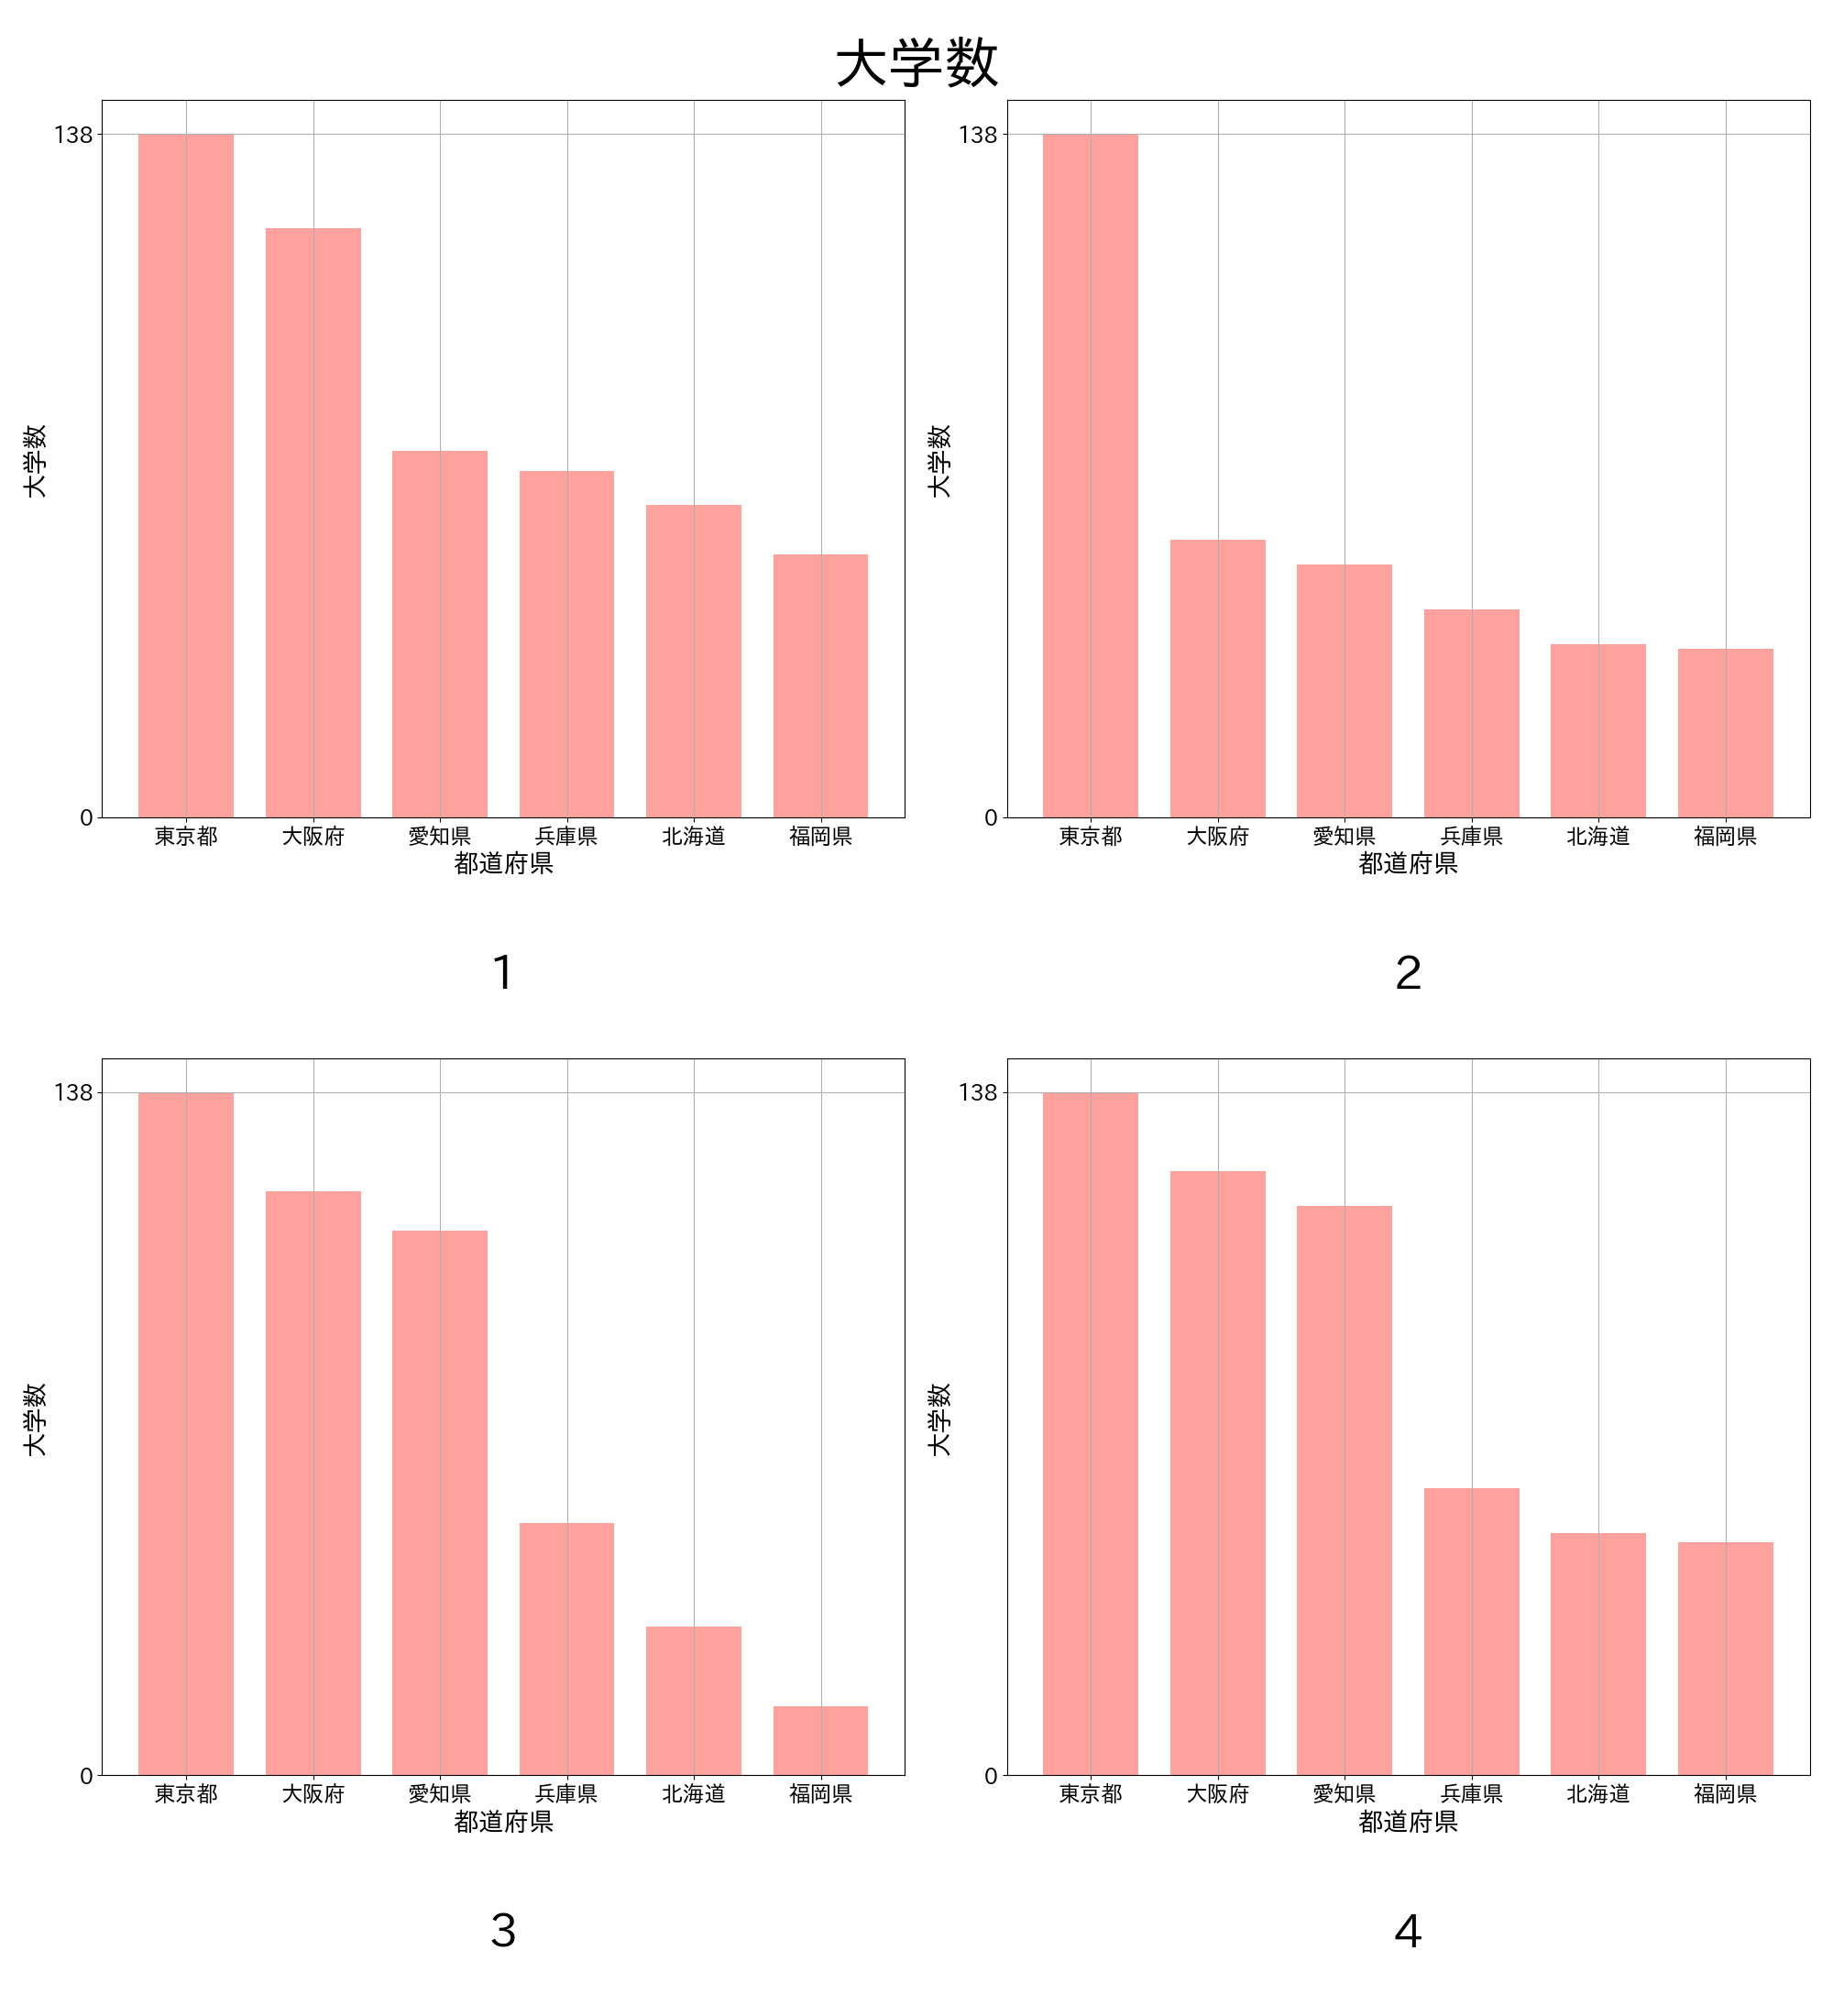 大学数
138
0
大学数
東京都 大阪府 愛知県 兵庫県 北海道 福岡県
都道府県
1
138
0
大学数
東京都 大阪府 愛知県 兵庫県 北海道 福岡県
都道府県
2
138
0
大学数
東京都 大阪府 愛知県 兵庫県 北海道 福岡県
都道府県
3
138
0
大学数
東京都 大阪府 愛知県 兵庫県 北海道 福岡県
都道府県
4